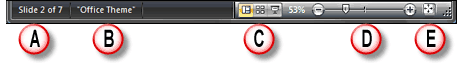 Slide 2 of 7 "Office Theme" 53%
A B C D E